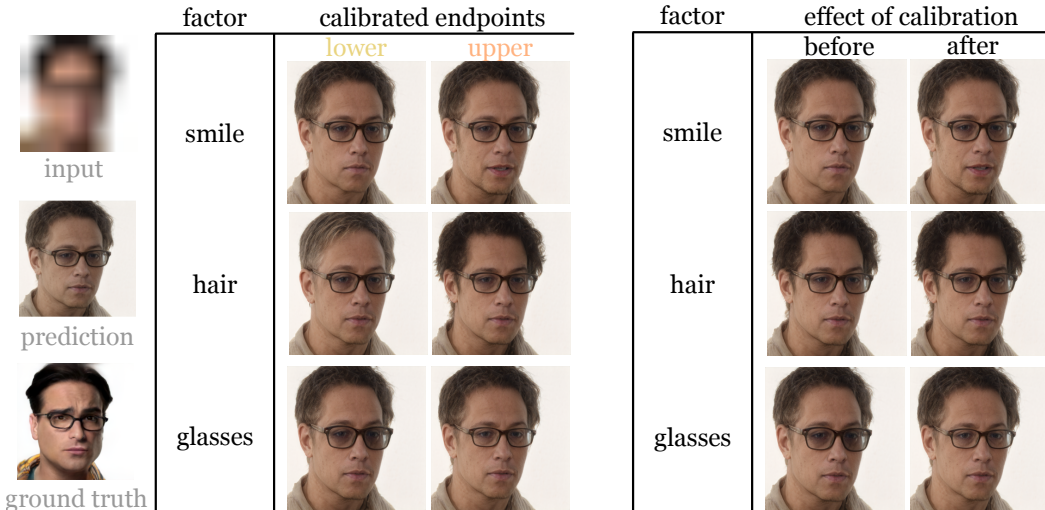 factor calibrated endpoints
lower upper
smile
hair
glasses
input
prediction
ground truth
factor effect of calibration
before after
smile
hair
glasses